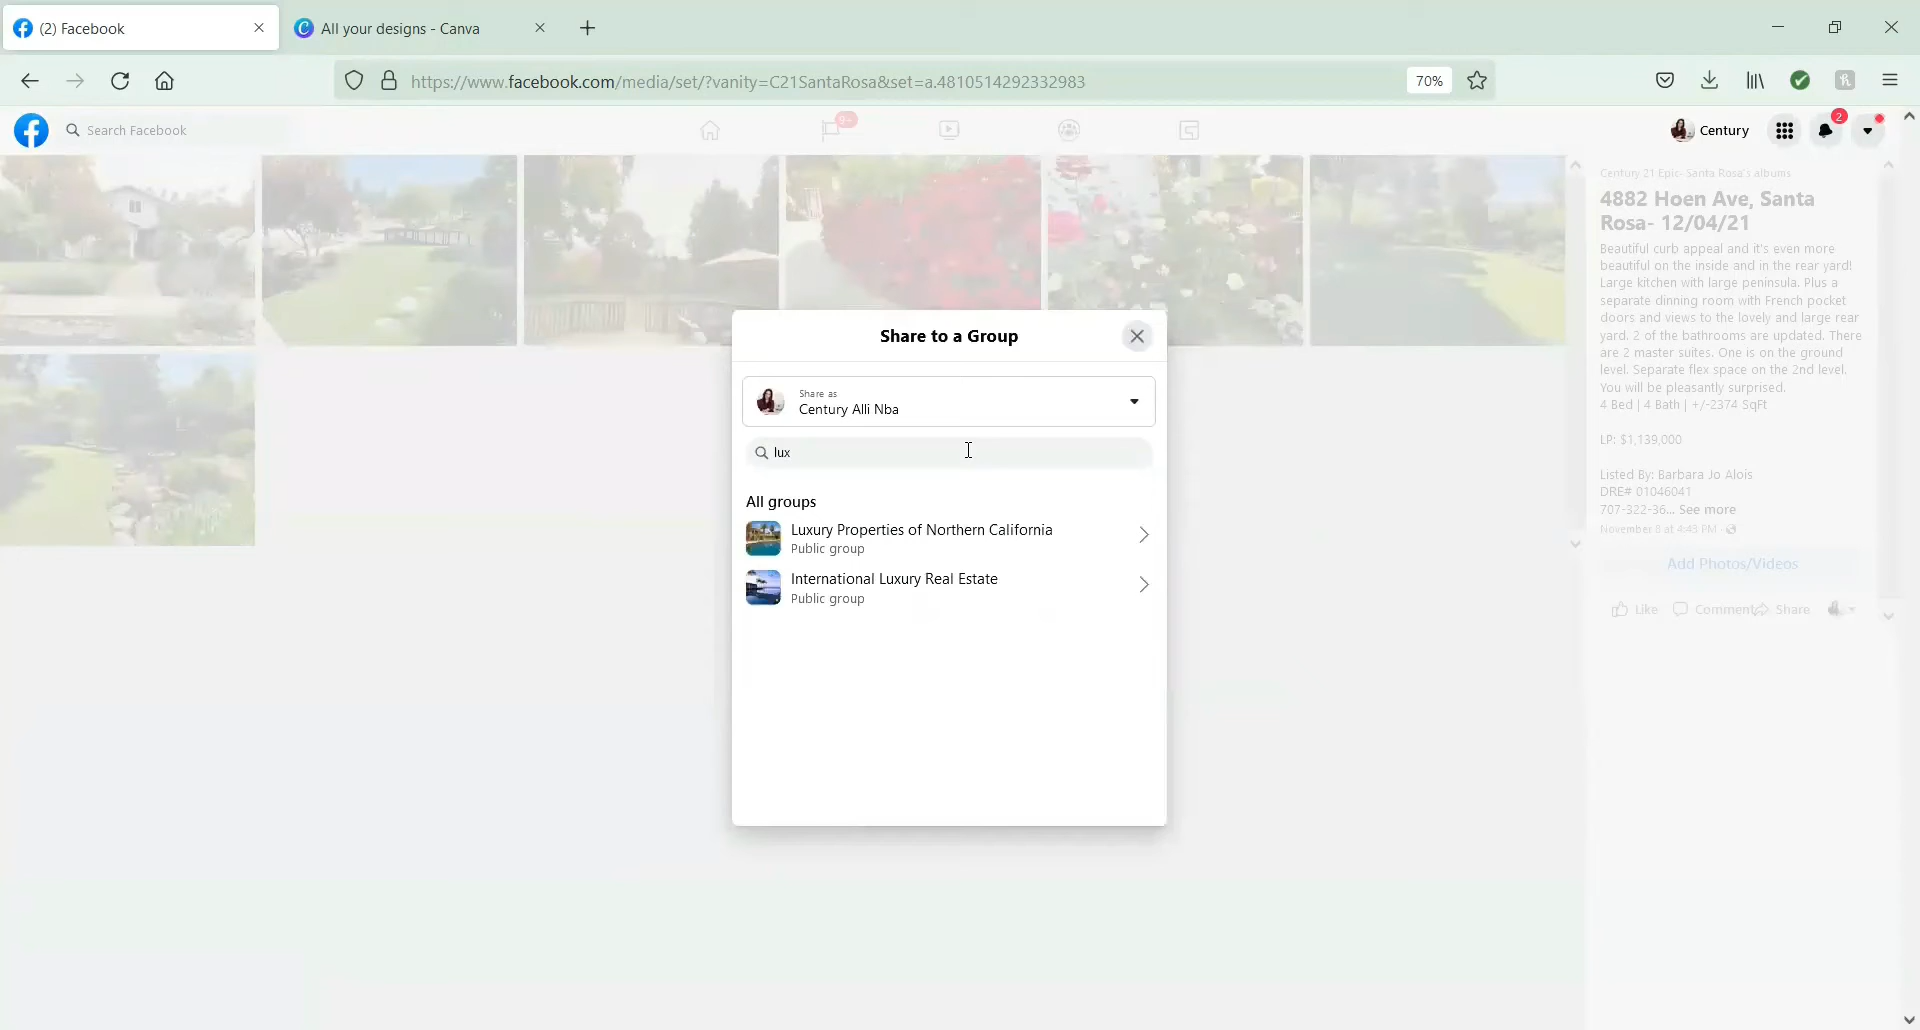 (2) Facebook
All your designs - Canva
https://www.facebook.com/media/set/?vanity=C21SantaRosa&set=a.4810514292332983
70%
Search Facebook
9+
Century
2
Century 21 Epic- Santa Rosa's albums
4882 Hoen Ave, Santa
Rosa- 12/04/21
Beautiful curb appeal and it's even more
beautiful on the inside and in the rear yard!
Large kitchen with large peninsula. Plus a
separate dinning room with French pocket
doors and views to the lovely and large rear
yard. 2 of the bathrooms are updated. There
are 2 master suites. One is on the ground
level. Separate flex space on the 2nd level.
You will be pleasantly surprised.
4 Bed | 4 Bath | +/-2374 SqFt
LP: $1,139,000
Listed By: Barbara Jo Alois
DRE# 01046041
707-322-36... See more
November 8 at 4:43 PM
Add Photos/Videos
Like
Comment
Share
Share to a Group
Share as
Century Alli Nba
lux
All groups
Luxury Properties of Northern California
Public group
International Luxury Real Estate
Public group